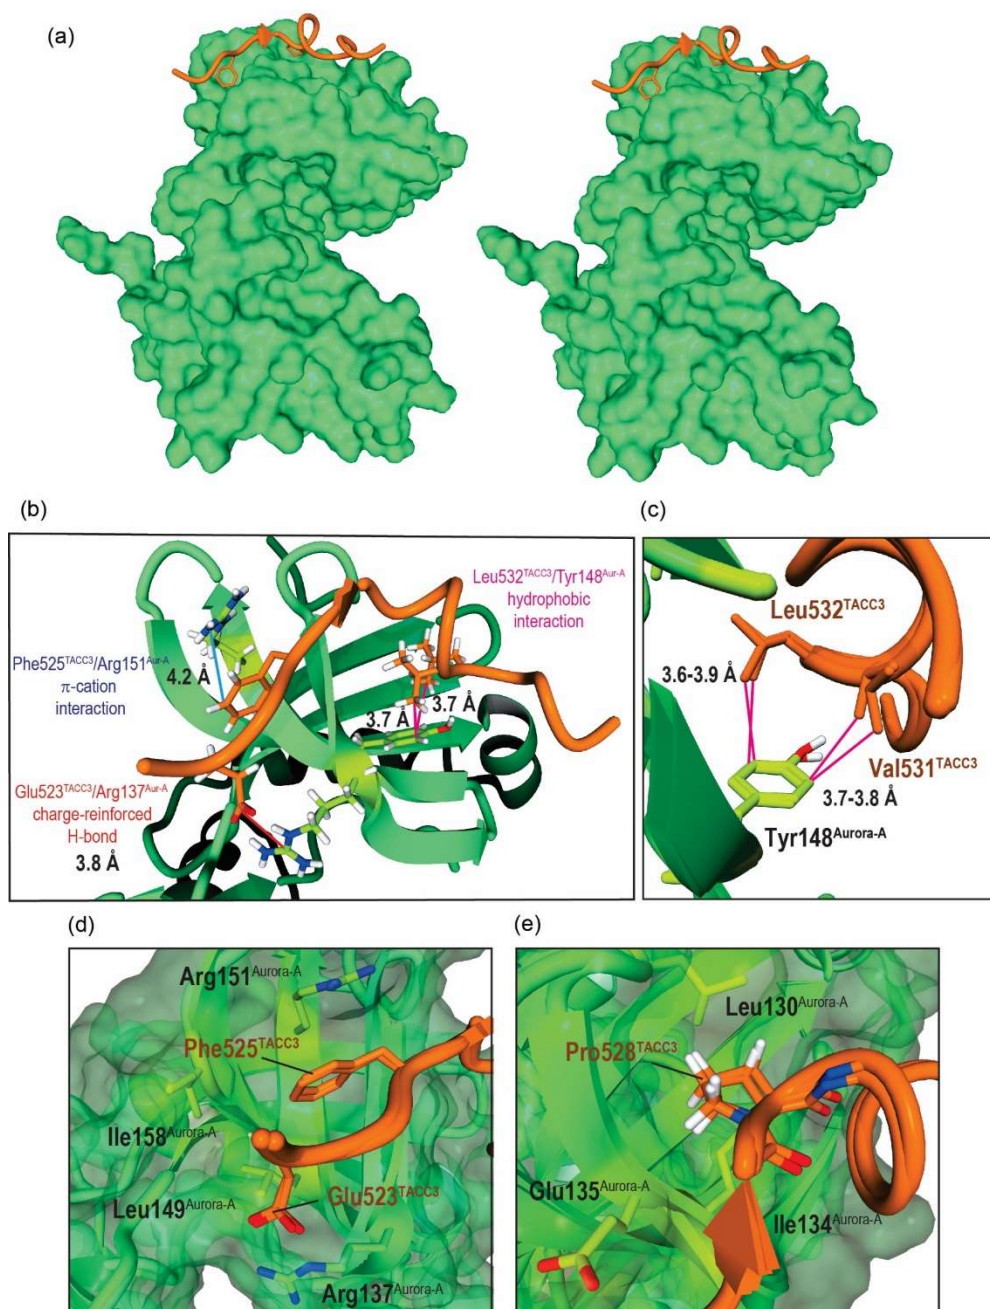 (a)
(b)
Phe525TACC3/Arg151Aur-A
π-cation
interaction
4.2 Å
Glu523TACC3/Arg137Aur-A
charge-reinforced
H-bond
3.8 Å
Leu532TACC3/Tyr148Aur-A
hydrophobic
interaction
3.7 Å
3.7 Å
(c)
Leu532TACC3
3.6-3.9 Å
Val531TACC3
3.7-3.8 Å
Tyr148Aurora-A
(d)
Arg151Aurora-A
Phe525TACC3
Ile158Aurora-A
Leu149Aurora-A
Glu523TACC3
Arg137Aurora-A
(e)
Leu130Aurora-A
Pro528TACC3
Glu135Aurora-A
Ile134Aurora-A